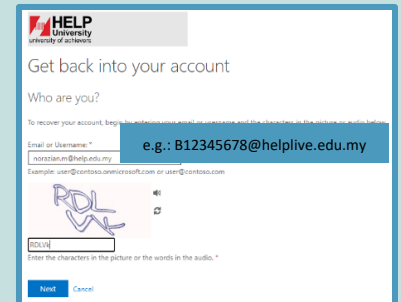 HELP
University
university of achievers
Get back into your account
Who are you?
To recover your account, begin by entering your email or username and the characters in the picture or audio below.
Email or Username: *
norazian.m@help.edu.my
e.g.: B12345678@helplive.edu.my
Example: user@contoso.onmicrosoft.com or user@contoso.com
RDLVk
Enter the characters in the picture or the words in the audio. *
Next Cancel